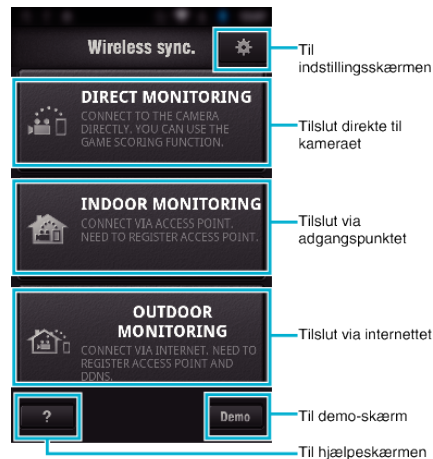 Wireless sync.
Til
indstillingsskærmen
DIRECT MONITORING
CONNECT TO THE CAMERA
DIRECTLY. YOU CAN USE THE
GAME SCORING FUNCTION.
Tilslut direkte til
kameraet
INDOOR MONITORING
CONNECT VIA ACCESS POINT.
NEED TO REGISTER ACCESS POINT.
Tilslut via
adgangspunktet
OUTDOOR
MONITORING
CONNECT VIA INTERNET. NEED TO
REGISTER ACCESS POINT AND
DDNS.
Tilslut via internettet
?
Demo
Til demo-skærm
Til hjælpeskærmen